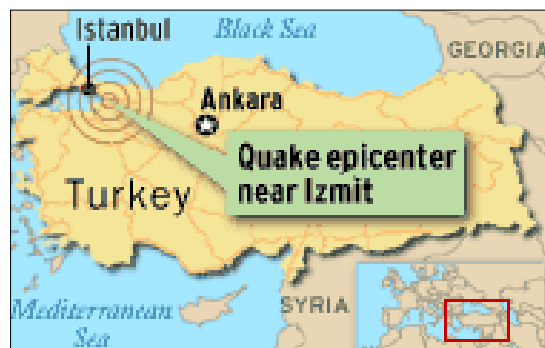 Istanbul
Black Sea
GEORGIA
Ankara
Quake epicenter
near Izmit
Turkey
Mediterranean
Sea
SYRIA